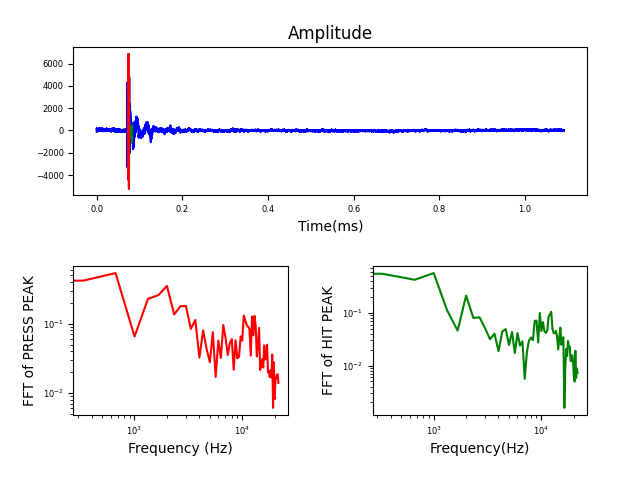 Amplitude
6000
4000
2000
0
−2000
−4000
0.0 0.2 0.4 0.6 0.8 1.0
Time(ms)
FFT of PRESS PEAK
10⁻¹
10⁻²
10³ 10⁴
Frequency (Hz)
FFT of HIT PEAK
10⁻¹
10⁻²
10³ 10⁴
Frequency(Hz)